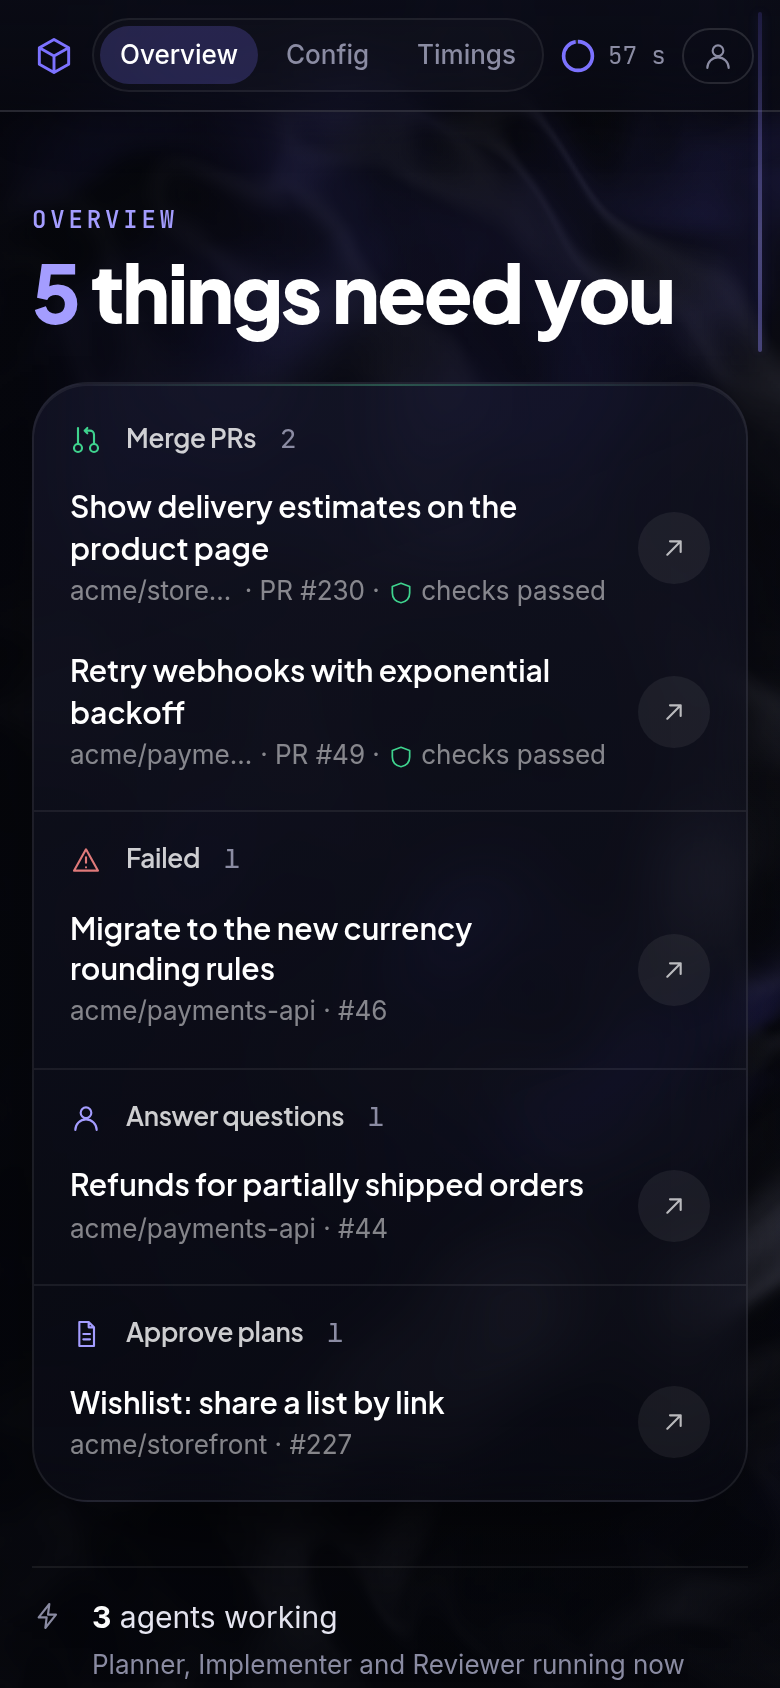 Overview Config Timings 57 s
OVERVIEW
5 things need you
Merge PRs 2
Show delivery estimates on the
product page
acme/store... · PR #230 · checks passed
Retry webhooks with exponential
backoff
acme/payme... · PR #49 · checks passed
Failed 1
Migrate to the new currency
rounding rules
acme/payments-api · #46
Answer questions 1
Refunds for partially shipped orders
acme/payments-api · #44
Approve plans 1
Wishlist: share a list by link
acme/storefront · #227
3 agents working
Planner, Implementer and Reviewer running now